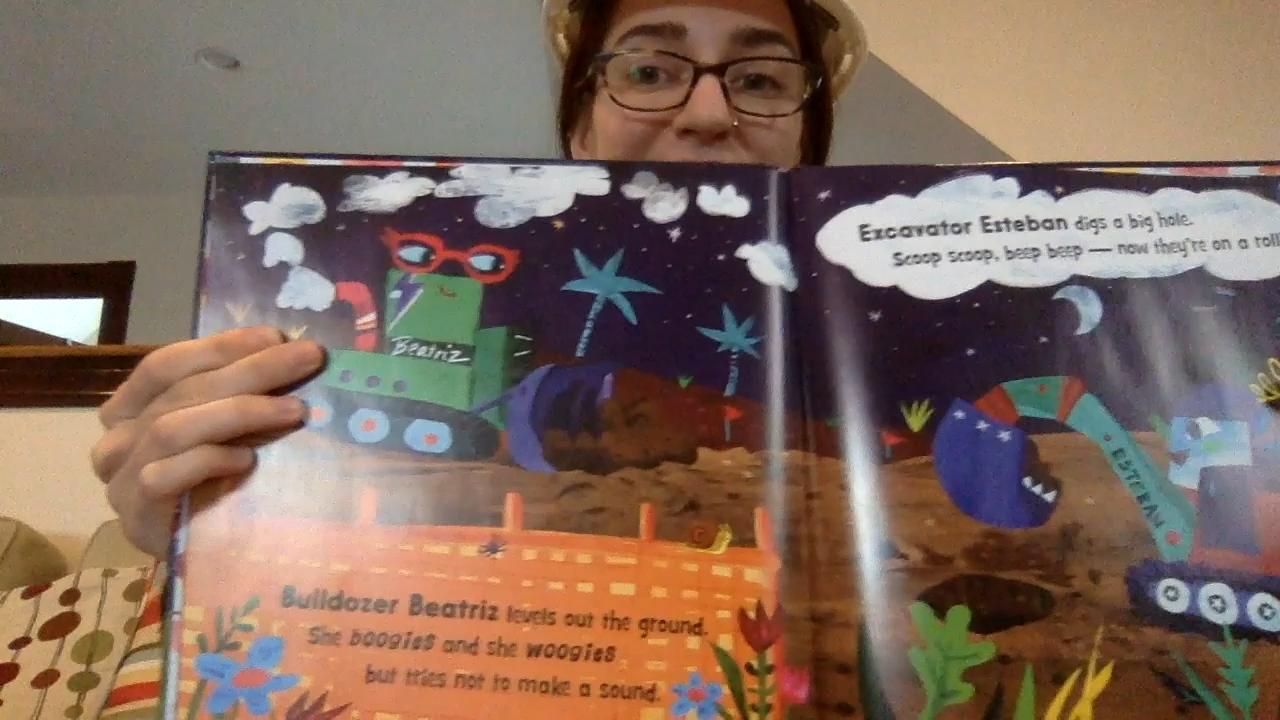 Beatriz
Bulldozer Beatriz levels out the ground.
She boogies and she woogies
but tries not to make a sound.
Excavator Esteban digs a big hole.
Scoop scoop, beep beep — now they're on a roll
ESTEBAN